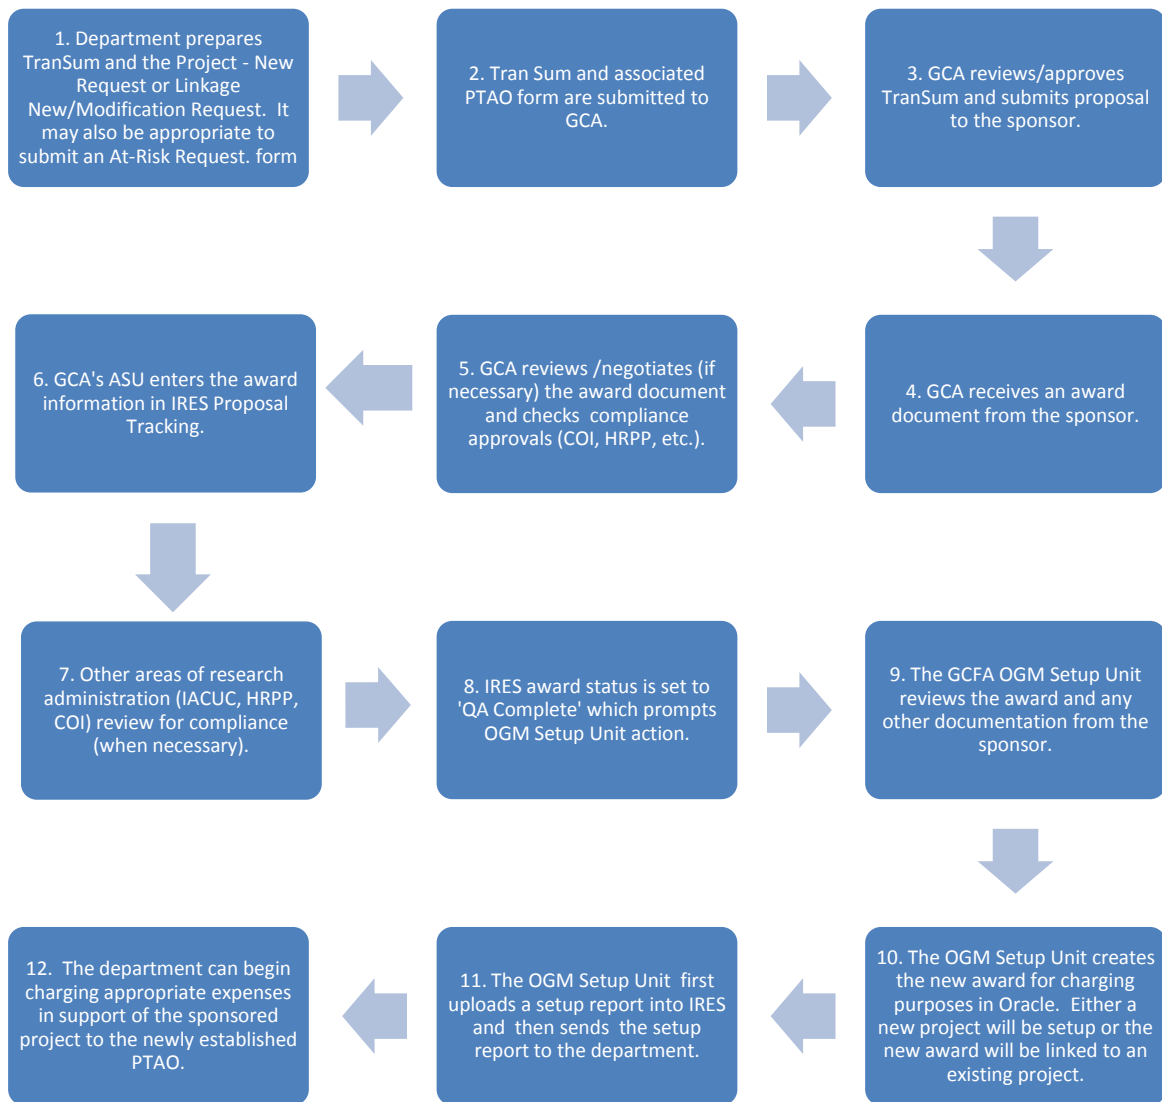 1. Department prepares
TranSum and the Project - New
Request or Linkage
New/Modification Request.  It
may also be appropriate to
submit an At-Risk Request. form
2. Tran Sum and associated
PTAO form are submitted to
GCA.
3. GCA reviews/approves
TranSum and submits proposal
to the sponsor.
4. GCA receives an award
document from the sponsor.
5. GCA reviews /negotiates (if
necessary) the award document
and checks  compliance
approvals (COI, HRPP, etc.).
6. GCA's ASU enters the award
information in IRES Proposal
Tracking.
7. Other areas of research
administration (IACUC, HRPP,
COI) review for compliance
(when necessary).
8. IRES award status is set to
'QA Complete' which prompts
OGM Setup Unit action.
9. The GCFA OGM Setup Unit
reviews the award and any
other documentation from the
sponsor.
10. The OGM Setup Unit creates
the new award for charging
purposes in Oracle.  Either a
new project will be setup or the
new award will be linked to an
existing project.
11. The OGM Setup Unit  first
uploads a setup report into IRES
and  then sends  the setup
report to the department.
12.  The department can begin
charging appropriate expenses
in support of the sponsored
project to the newly established
PTAO.